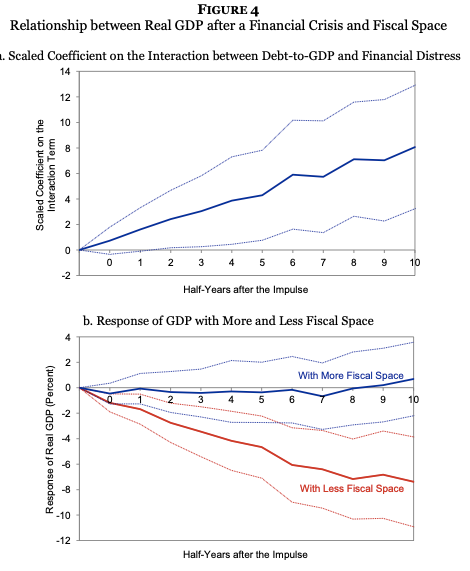 FIGURE 4
Relationship between Real GDP after a Financial Crisis and Fiscal Space
. Scaled Coefficient on the Interaction between Debt-to-GDP and Financial Distress
14
12
10
8
6
4
2
0
-2
Scaled Coefficient on the
Interaction Term
0 1 2 3 4 5 6 7 8 9 10
Half-Years after the Impulse
b. Response of GDP with More and Less Fiscal Space
4
2
0
-2
-4
-6
-8
-10
-12
Response of Real GDP (Percent)
With More Fiscal Space
0 1 2 3 4 5 6 7 8 9 10
With Less Fiscal Space
Half-Years after the Impulse